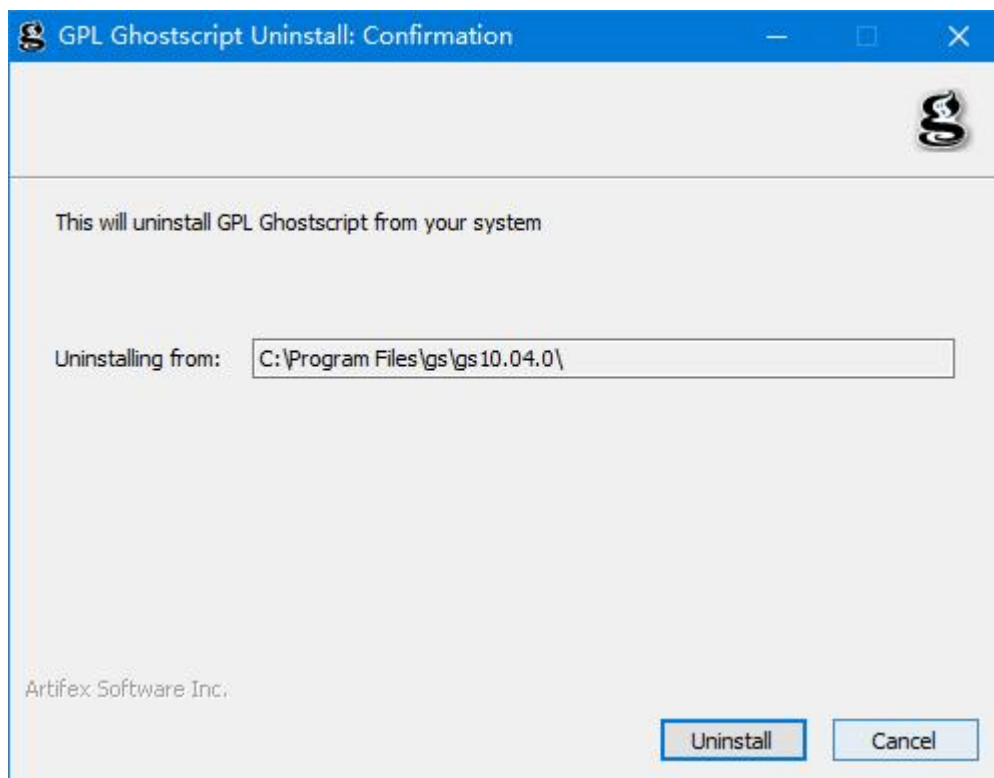 GPL Ghostscript Uninstall: Confirmation
This will uninstall GPL Ghostscript from your system
Uninstalling from: C:\Program Files\gs\gs10.04.0\
Artifex Software Inc.
Uninstall Cancel